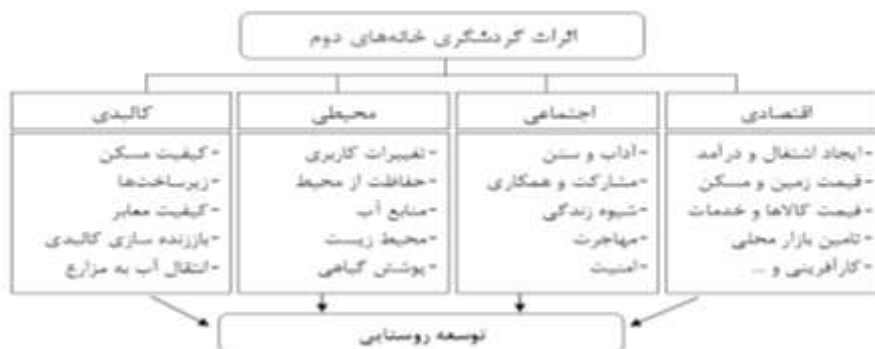 اثرات گردشگری خانه‌های دوم
اقتصادی
-ایجاد اشتغال و درآمد
-قیمت زمین و مسکن
-قیمت کالاها و خدمات
-تامین بازار محلی
-کارآفرینی و ...
اجتماعی
-آداب و سنن
-مشارکت و همکاری
-شیوه زندگی
-مهاجرت
-امنیت
محیطی
-تغییرات کاربری
-حفاظت از محیط
-منابع آب
-محیط زیست
-پوشش گیاهی
کالبدی
-کیفیت مسکن
-زیرساخت‌ها
-کیفیت معابر
-باززنده سازی کالبدی
-انتقال آب به مزارع
توسعه روستایی